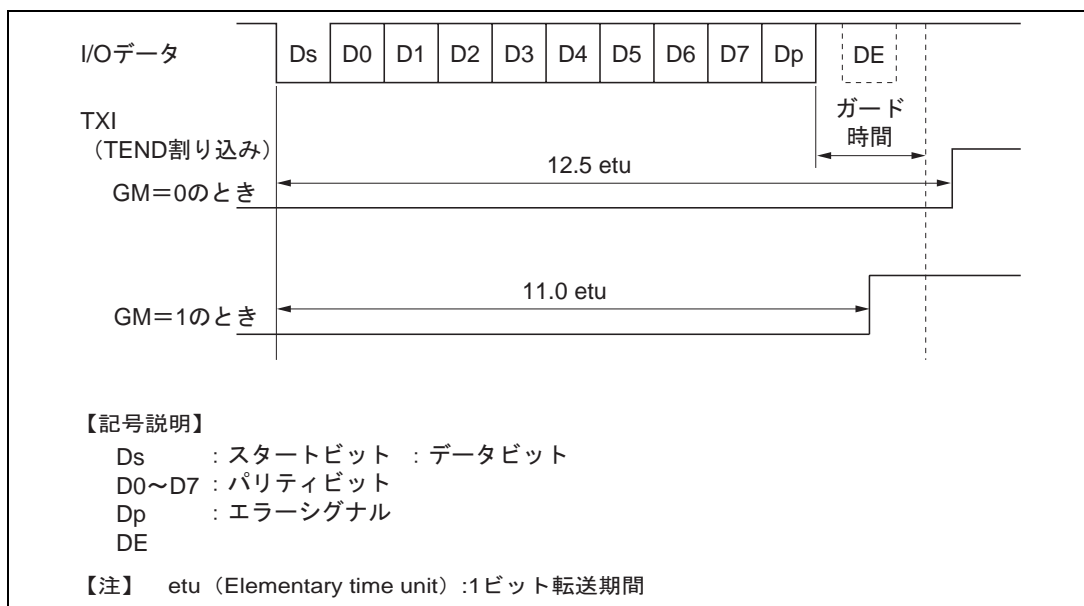 I/Oデータ Ds D0 D1 D2 D3 D4 D5 D6 D7 Dp DE
TXI
（TEND割り込み）
ガード
時間
12.5 etu
GM＝0のとき
11.0 etu
GM＝1のとき
【記号説明】
Ds ：スタートビット ：データビット
D0～D7 ：パリティビット
Dp ：エラーシグナル
DE
【注】 etu（Elementary time unit）:1ビット転送期間